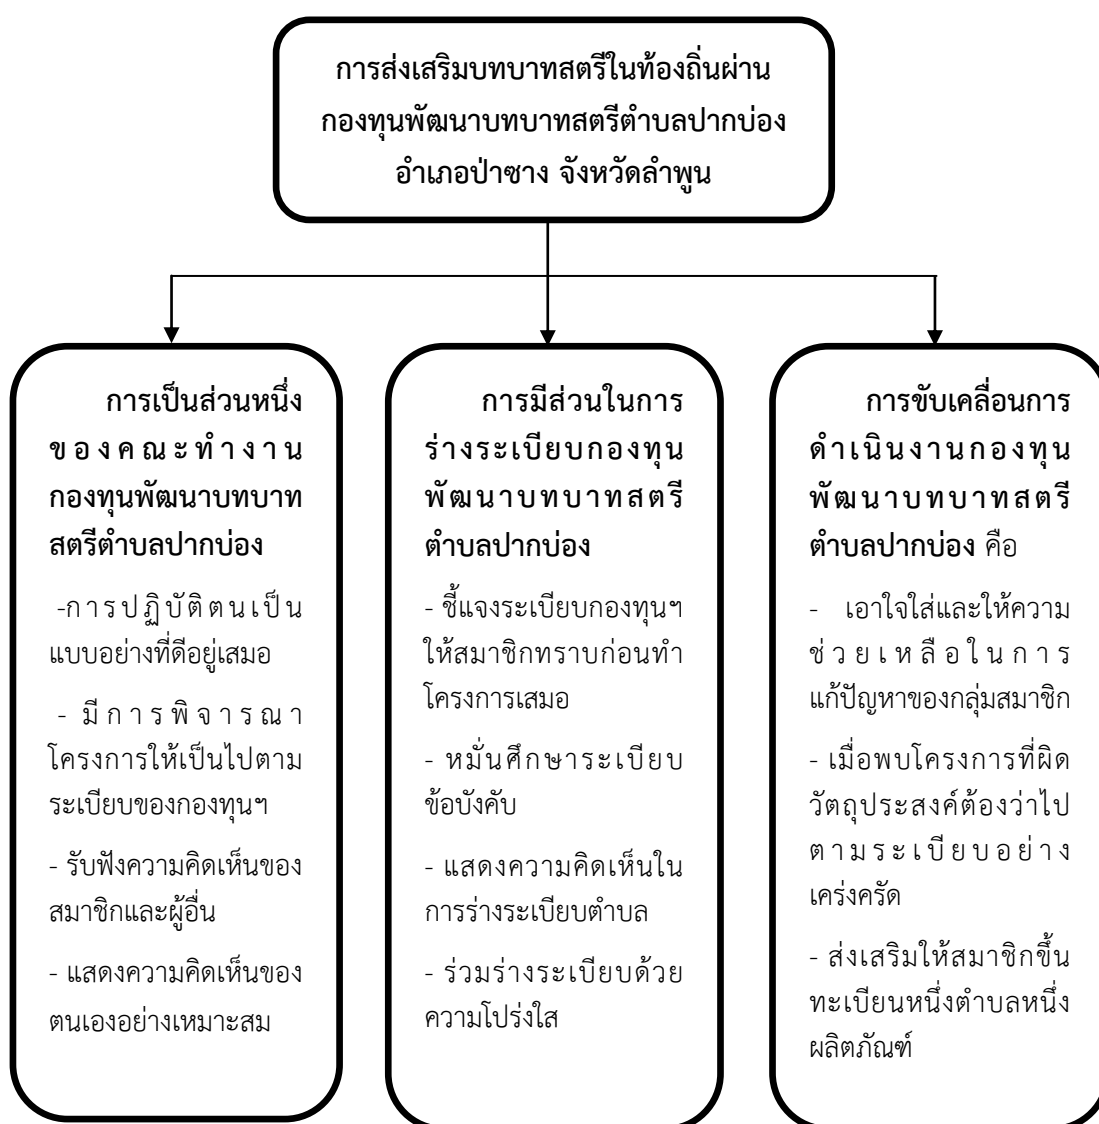 การส่งเสริมบทบาทสตรีในท้องถิ่นผ่าน
กองทุนพัฒนาบทบาทสตรีตำบลปากบ่อง
อำเภอป่าซาง จังหวัดลำพูน
การเป็นส่วนหนึ่ง
ของคณะทำงาน
กองทุนพัฒนาบทบาท
สตรีตำบลปากบ่อง
-การปฏิบัติตนเป็น
แบบอย่างที่ดีอยู่เสมอ
- มีการพิจารณา
โครงการให้เป็นไปตาม
ระเบียบของกองทุนฯ
- รับฟังความคิดเห็นของ
สมาชิกและผู้อื่น
- แสดงความคิดเห็นของ
ตนเองอย่างเหมาะสม
การมีส่วนในการ
ร่างระเบียบกองทุน
พัฒนาบทบาทสตรี
ตำบลปากบ่อง
- ชี้แจงระเบียบกองทุนฯ
ให้สมาชิกทราบก่อนทำ
โครงการเสมอ
- หมั่นศึกษาระเบียบ
ข้อบังคับ
- แสดงความคิดเห็นใน
การร่างระเบียบตำบล
- ร่วมร่างระเบียบด้วย
ความโปร่งใส
การขับเคลื่อนการ
ดำเนินงานกองทุน
พัฒนาบทบาทสตรี
ตำบลปากบ่อง คือ
- เอาใจใส่และให้ความ
ช่วยเหลือในการ
แก้ปัญหาของกลุ่มสมาชิก
- เมื่อพบโครงการที่ผิด
วัตถุประสงค์ต้องว่าไป
ตามระเบียบอย่าง
เคร่งครัด
- ส่งเสริมให้สมาชิกขึ้น
ทะเบียนหนึ่งตำบลหนึ่ง
ผลิตภัณฑ์